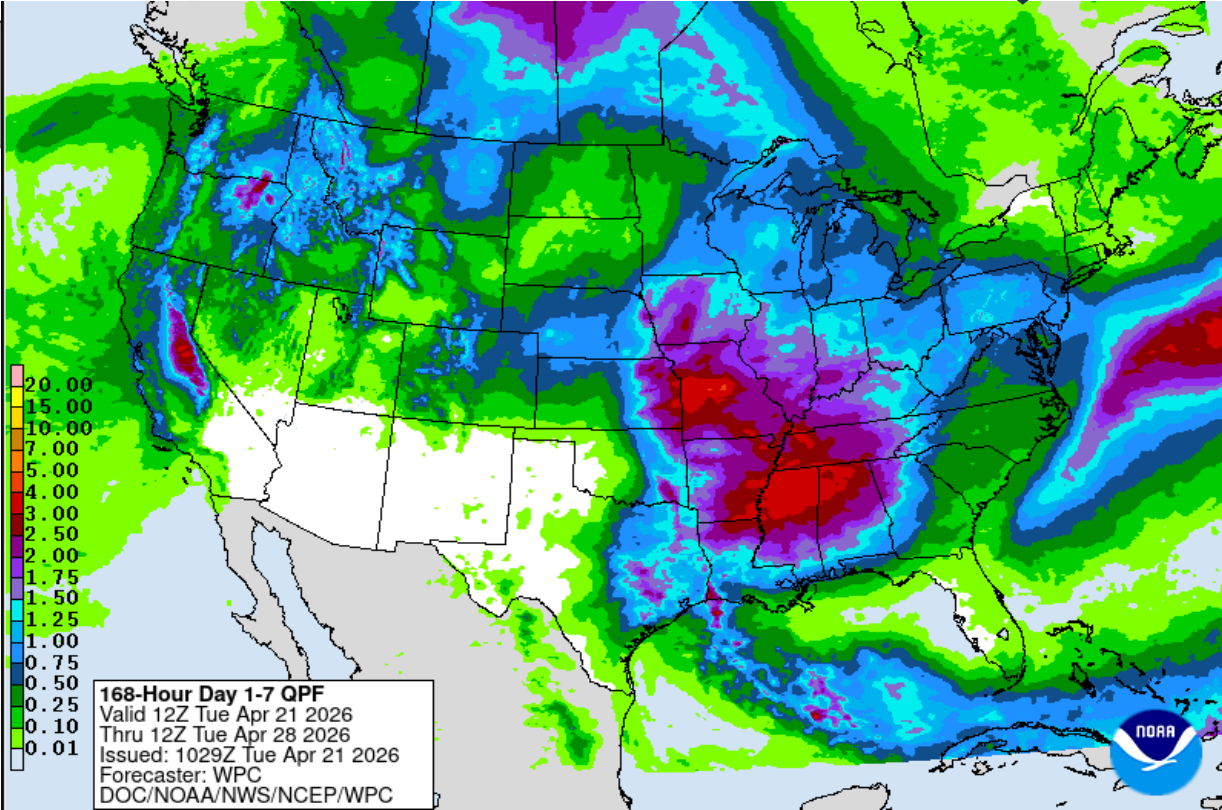 20.00
15.00
10.00
7.00
5.00
4.00
3.00
2.50
2.00
1.75
1.50
1.25
1.00
0.75
0.50
0.25
0.10
0.01
168-Hour Day 1-7 QPF
Valid 12Z Tue Apr 21 2026
Thru 12Z Tue Apr 28 2026
Issued: 1029Z Tue Apr 21 2026
Forecaster: WPC
DOC/NOAA/NWS/NCEP/WPC
NOAA